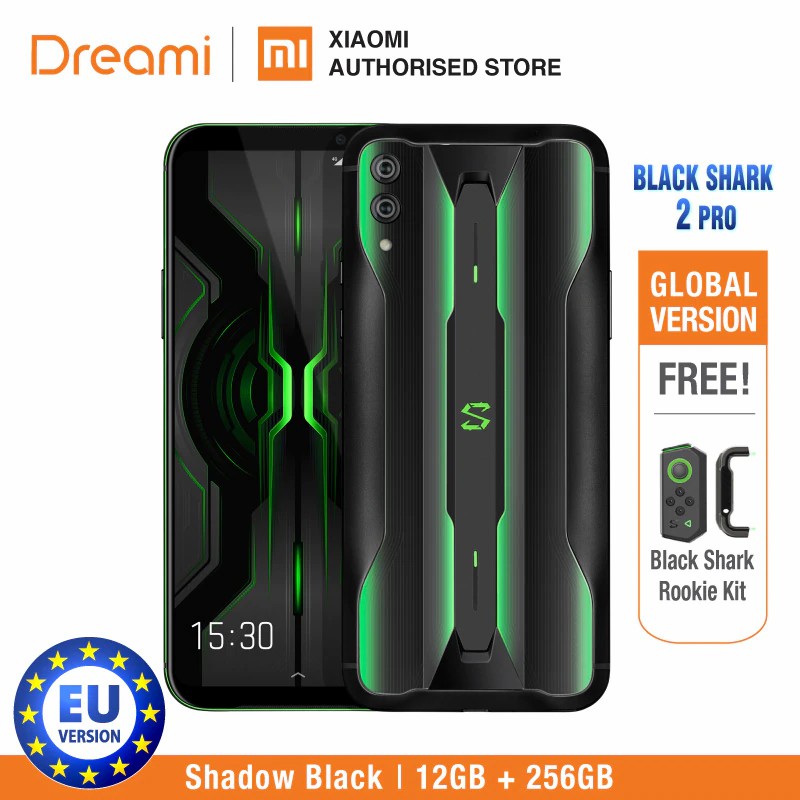 Dreami
mi
XIAOMI
AUTHORISED STORE
4G
BLACK SHARK
2 PRO
GLOBAL
VERSION
FREE!
Black Shark
Rookie Kit
S
15:30
EU
VERSION
Shadow Black | 12GB + 256GB